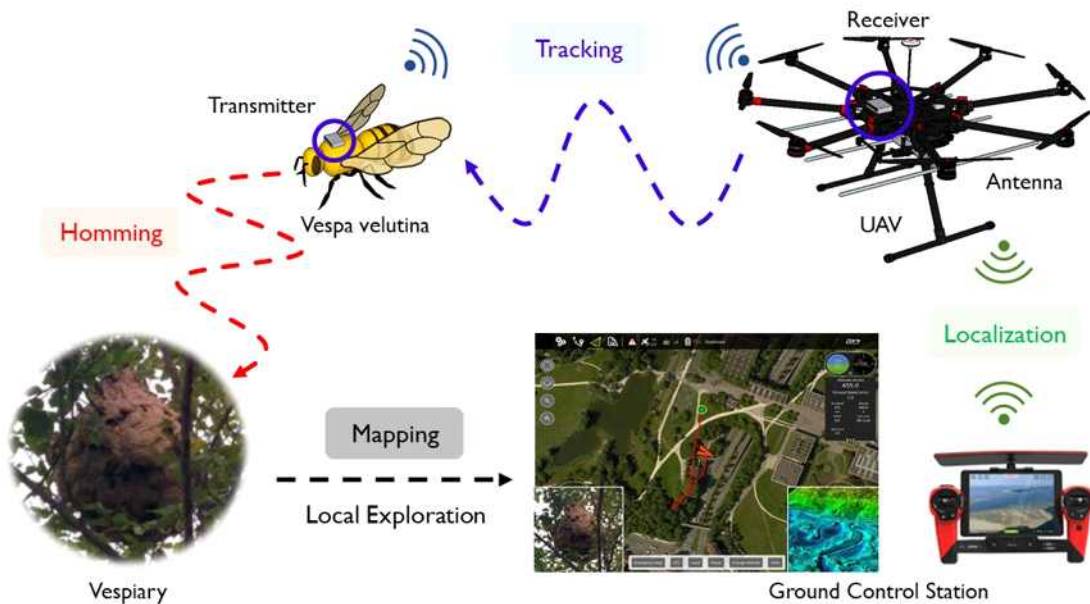 Receiver
Tracking
Transmitter
Antenna
Vespa velutina
UAV
Homming
Localization
Mapping
Local Exploration
Vespiary
Ground Control Station